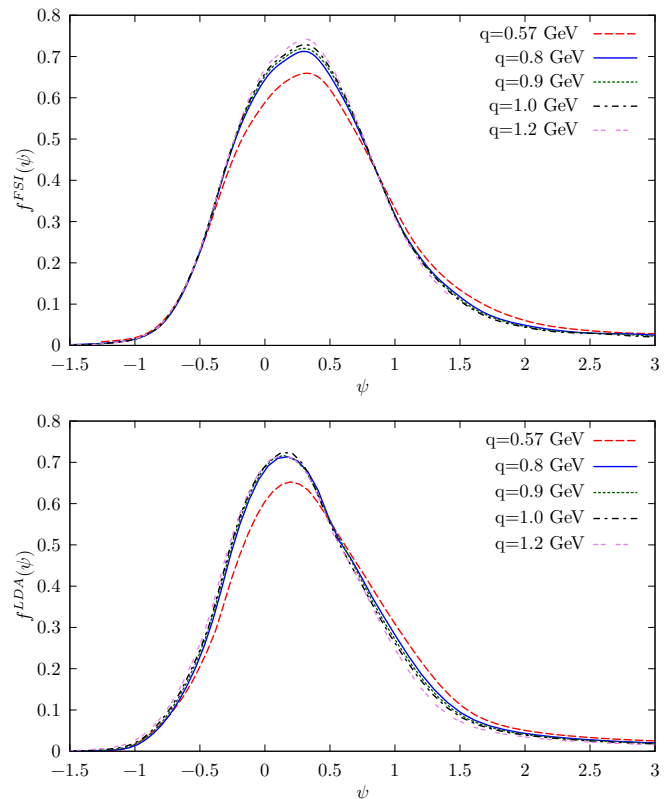 0.8
q=0.57 GeV
0.7
q=0.8 GeV
0.6
q=0.9 GeV
0.5
q=1.0 GeV
q=1.2 GeV
0.4
f^{FSI}(ψ)
0.3
0.2
0.1
0
−1.5 −1 −0.5 0 0.5 1 1.5 2 2.5 3
ψ
0.8
q=0.57 GeV
0.7
q=0.8 GeV
0.6
q=0.9 GeV
0.5
q=1.0 GeV
q=1.2 GeV
0.4
f^{LDA}(ψ)
0.3
0.2
0.1
0
−1.5 −1 −0.5 0 0.5 1 1.5 2 2.5 3
ψ